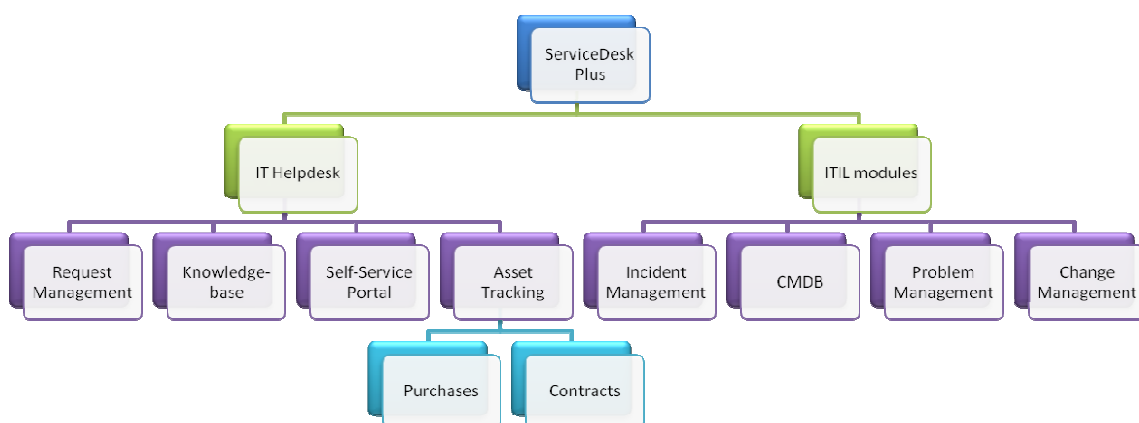 ServiceDesk
Plus
IT Helpdesk
ITIL modules
Request
Management
Knowledge-
base
Self-Service
Portal
Asset
Tracking
Incident
Management
CMDB
Problem
Management
Change
Management
Purchases
Contracts